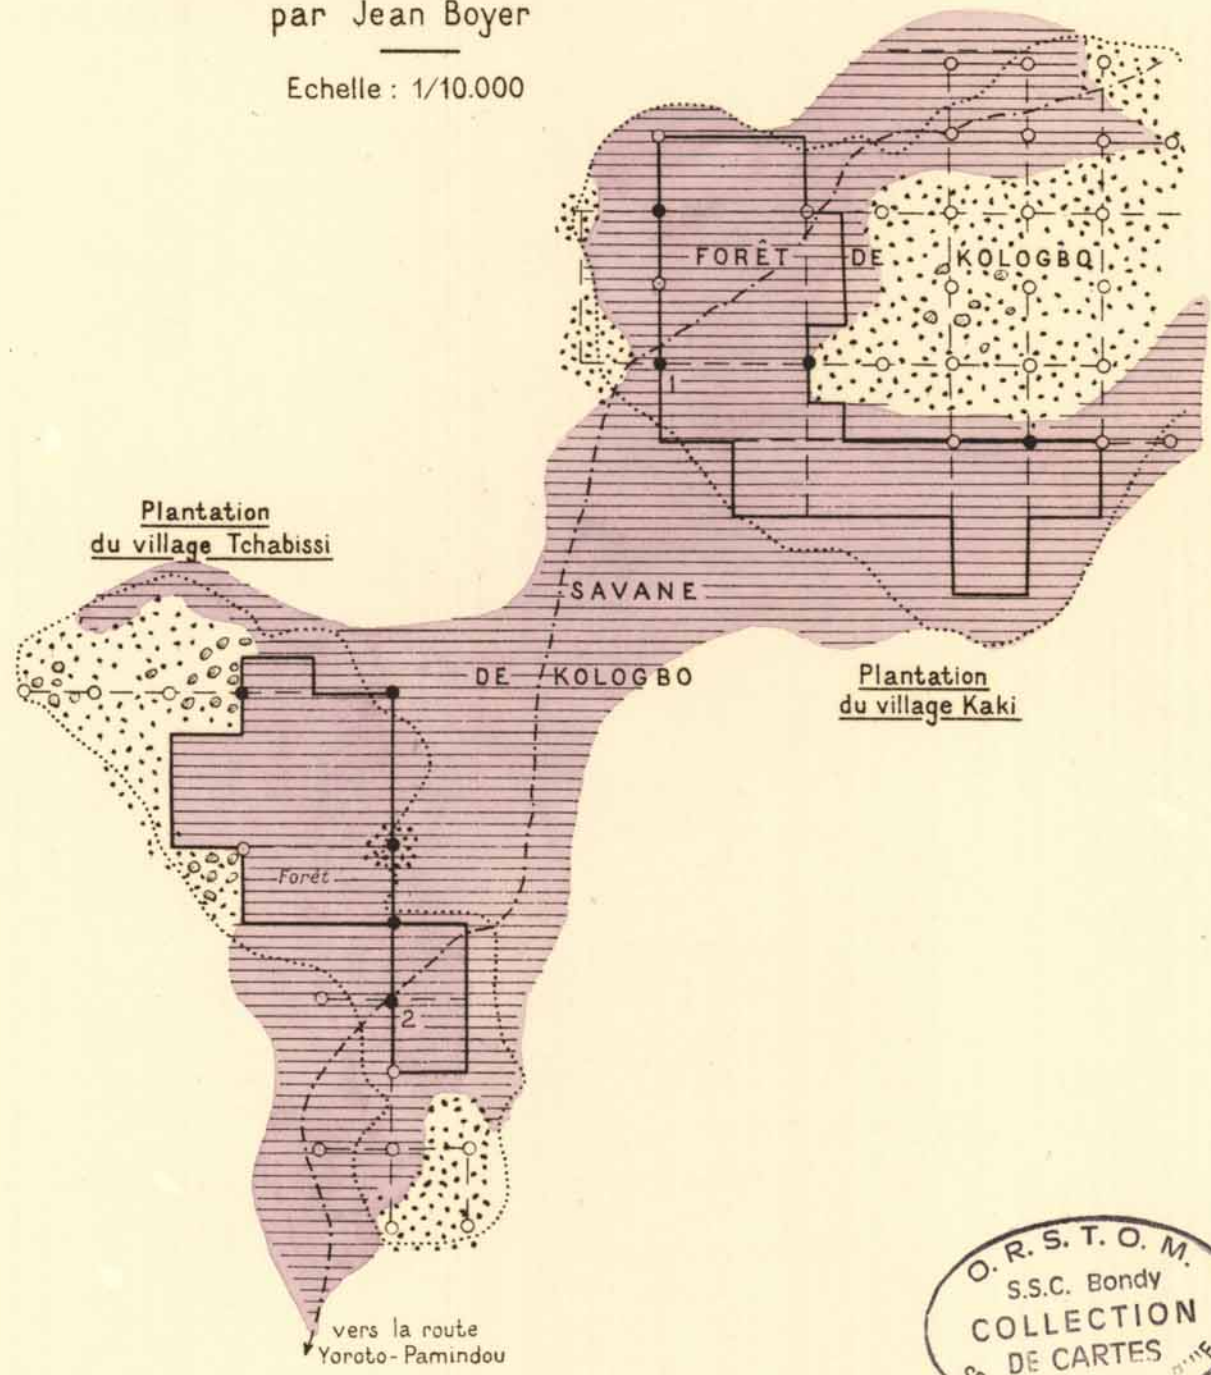 par Jean Boyer
Echelle : 1/10.000
FORÊT DE KOLOGBO
1
Plantation
du village Tchabissi
SAVANE
DE KOLOGBO
Plantation
du village Kaki
Forêt
2
vers la route
Yoroto-Pamindou
O. R. S. T. O. M.
S.S.C. Bondy
COLLECTION
DE CARTES